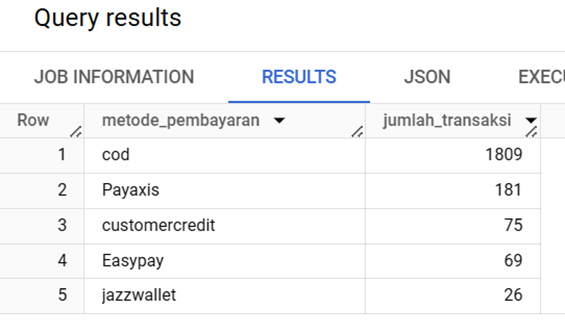 Query results
JOB INFORMATION RESULTS JSON EXECU
Row metode_pembayaran jumlah_transaksi
1 cod 1809
2 Payaxis 181
3 customercredit 75
4 Easypay 69
5 jazzwallet 26